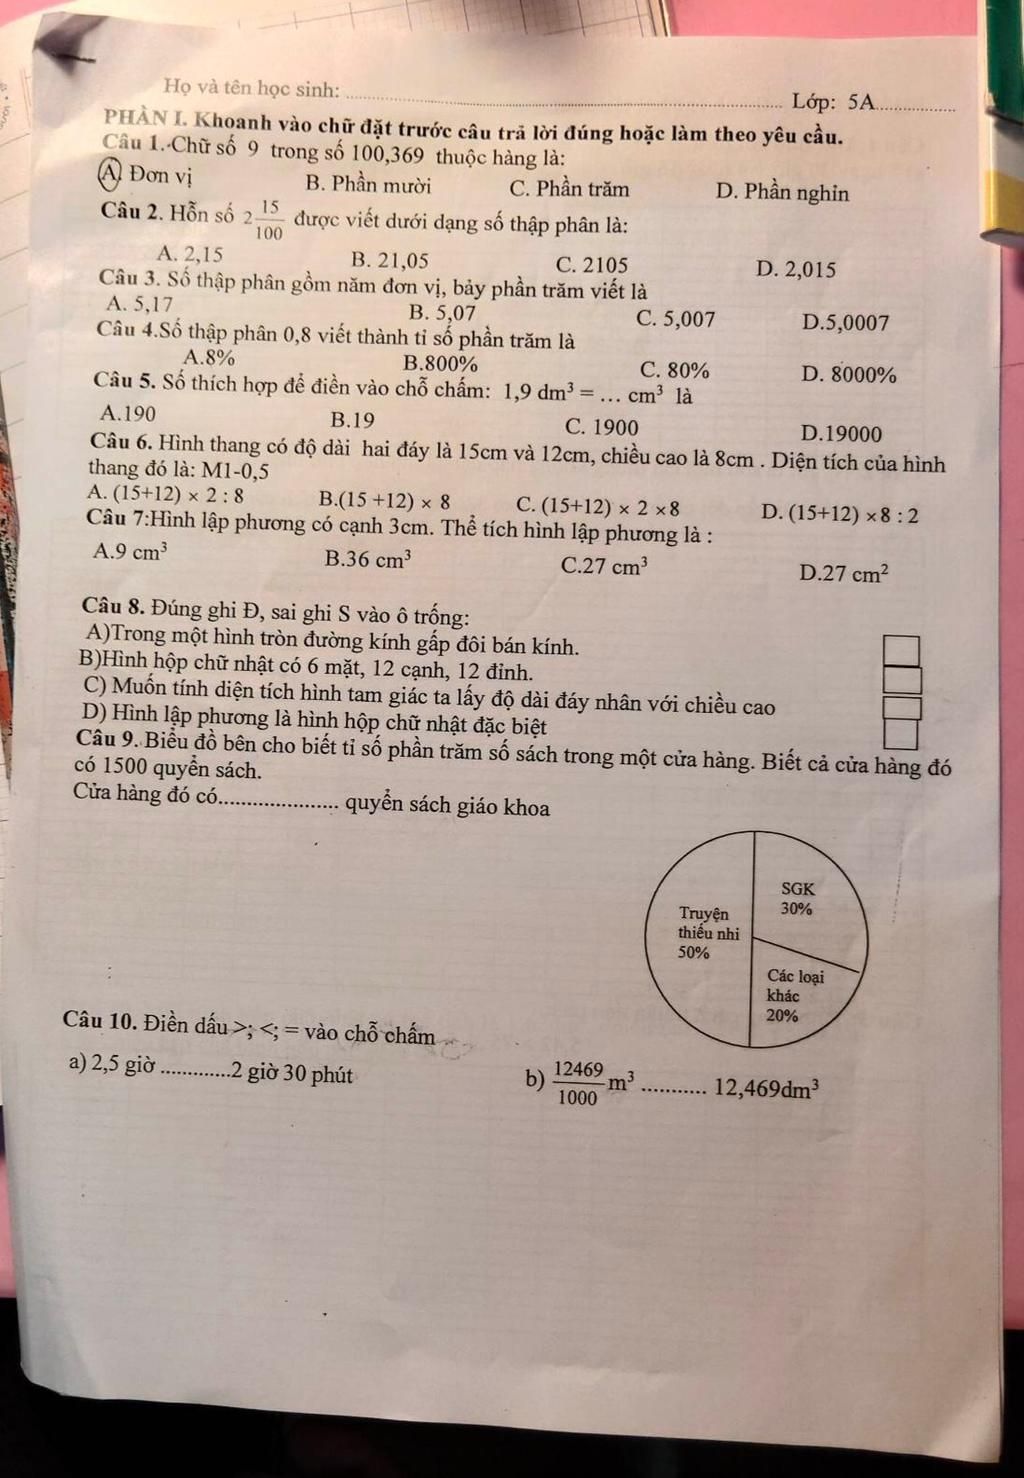 Họ và tên học sinh: ........................ Lớp: 5A...............
PHẦN I. Khoanh vào chữ đặt trước câu trả lời đúng hoặc làm theo yêu cầu.
Câu 1. Chữ số 9 trong số 100,369 thuộc hàng là:
A. Đơn vị B. Phần mười C. Phần trăm D. Phần nghìn
Câu 2. Hỗn số 2 15/100 được viết dưới dạng số thập phân là:
A. 2,15 B. 21,05 C. 2105 D. 2,015
Câu 3. Số thập phân gồm năm đơn vị, bảy phần trăm viết là
A. 5,17 B. 5,07 C. 5,007 D.5,0007
Câu 4.Số thập phân 0,8 viết thành tỉ số phần trăm là
A.8% B.800% C. 80% D. 8000%
Câu 5. Số thích hợp để điền vào chỗ chấm: 1,9 dm³ = ... cm³ là
A.190 B.19 C. 1900 D.19000
Câu 6. Hình thang có độ dài hai đáy là 15cm và 12cm, chiều cao là 8cm . Diện tích của hình
thang đó là: M1-0,5
A. (15+12) × 2 : 8 B.(15 +12) × 8 C. (15+12) × 2 ×8 D. (15+12) ×8 : 2
Câu 7:Hình lập phương có cạnh 3cm. Thể tích hình lập phương là :
A.9 cm³ B.36 cm³ C.27 cm³ D.27 cm²
Câu 8. Đúng ghi Đ, sai ghi S vào ô trống:
A)Trong một hình tròn đường kính gấp đôi bán kính.
B)Hình hộp chữ nhật có 6 mặt, 12 cạnh, 12 đỉnh.
C) Muốn tính diện tích hình tam giác ta lấy độ dài đáy nhân với chiều cao
D) Hình lập phương là hình hộp chữ nhật đặc biệt
Câu 9. Biểu đồ bên cho biết tỉ số phần trăm số sách trong một cửa hàng. Biết cả cửa hàng đó
có 1500 quyển sách.
Cửa hàng đó có..................... quyển sách giáo khoa
SGK
30%
Truyện
thiếu nhi
50%
Các loại
khác
20%
Câu 10. Điền dấu >; <; = vào chỗ chấm
a) 2,5 giờ ............2 giờ 30 phút b) 12469/1000 m³ ........... 12,469dm³